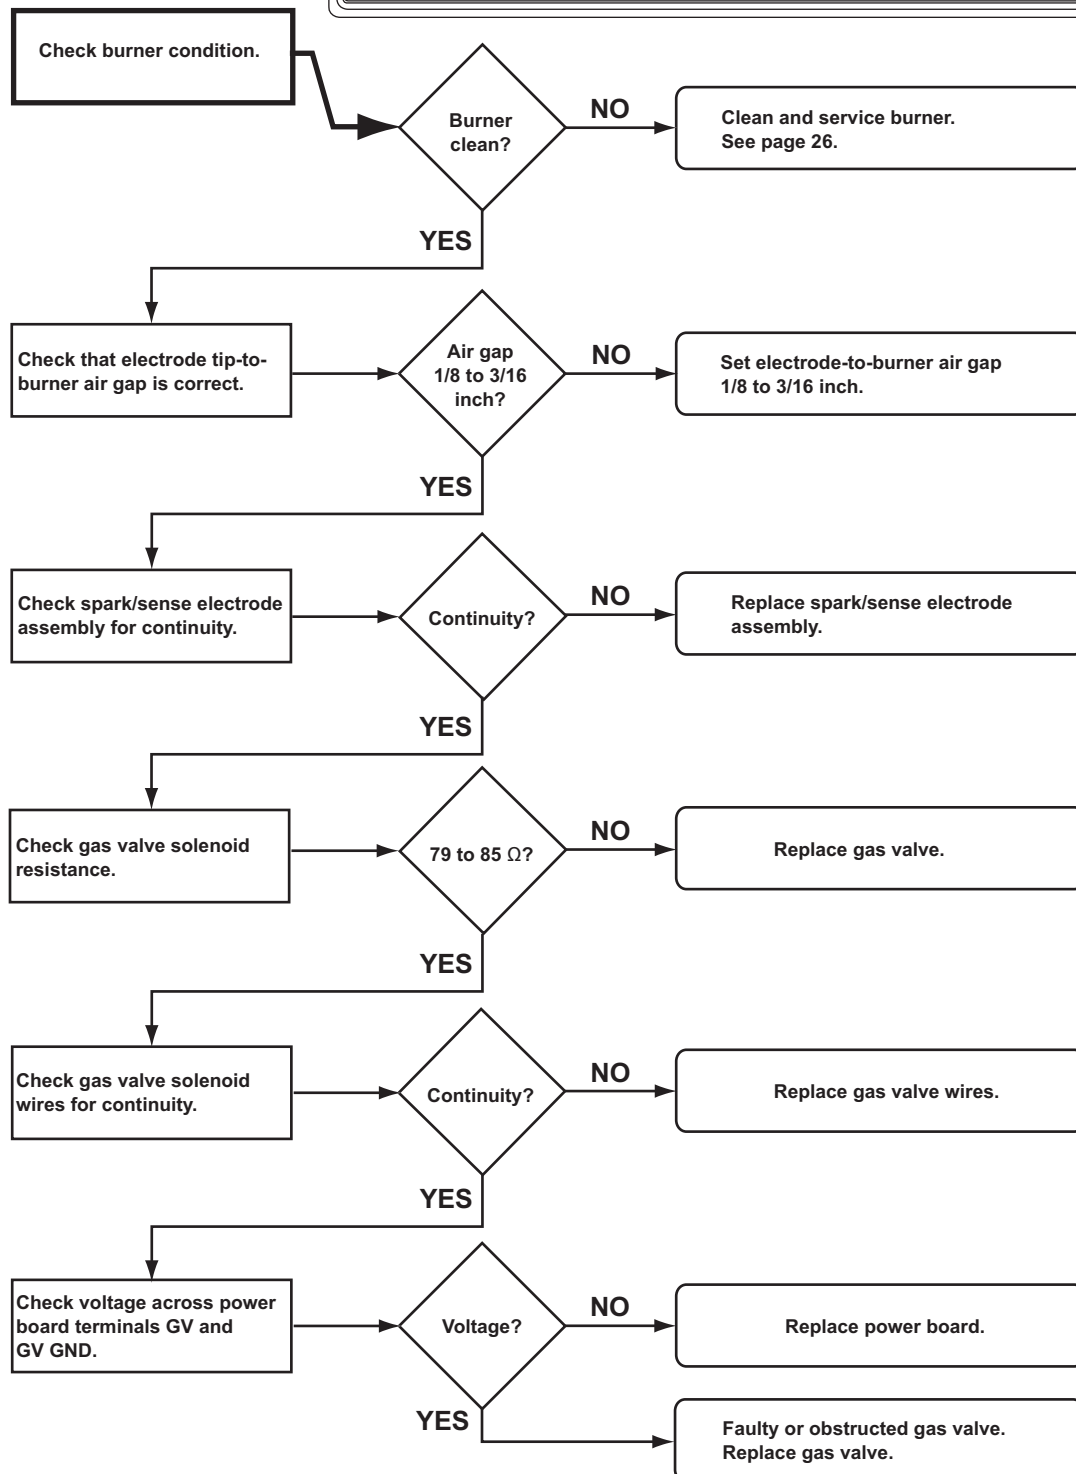 Check burner condition.
Burner
clean?
NO
Clean and service burner.
See page 26.
YES
Check that electrode tip-to-
burner air gap is correct.
Air gap
1/8 to 3/16
inch?
NO
Set electrode-to-burner air gap
1/8 to 3/16 inch.
YES
Check spark/sense electrode
assembly for continuity.
Continuity?
NO
Replace spark/sense electrode
assembly.
YES
Check gas valve solenoid
resistance.
79 to 85 Ω?
NO
Replace gas valve.
YES
Check gas valve solenoid
wires for continuity.
Continuity?
NO
Replace gas valve wires.
YES
Check voltage across power
board terminals GV and
GV GND.
Voltage?
NO
Replace power board.
YES
Faulty or obstructed gas valve.
Replace gas valve.